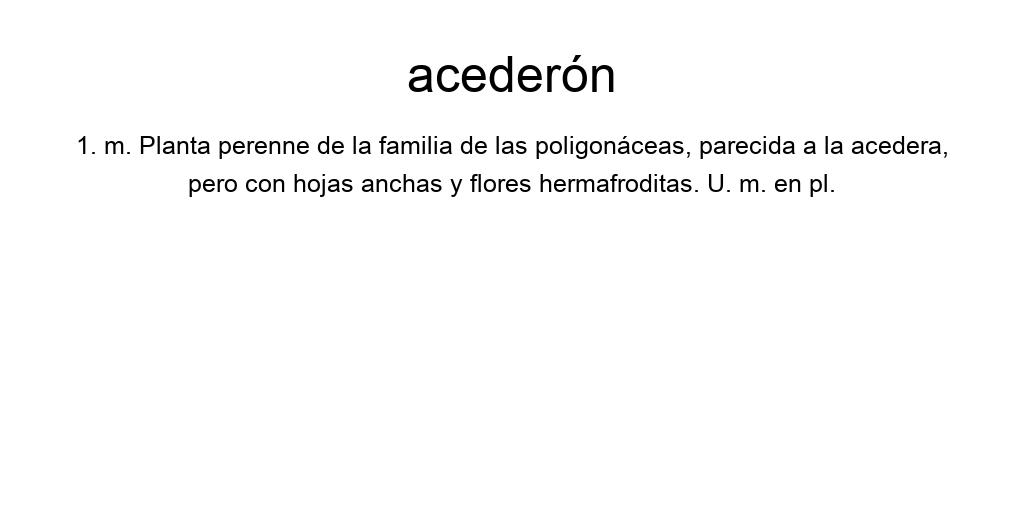 acederón
1. m. Planta perenne de la familia de las poligonáceas, parecida a la acedera,
pero con hojas anchas y flores hermafroditas. U. m. en pl.